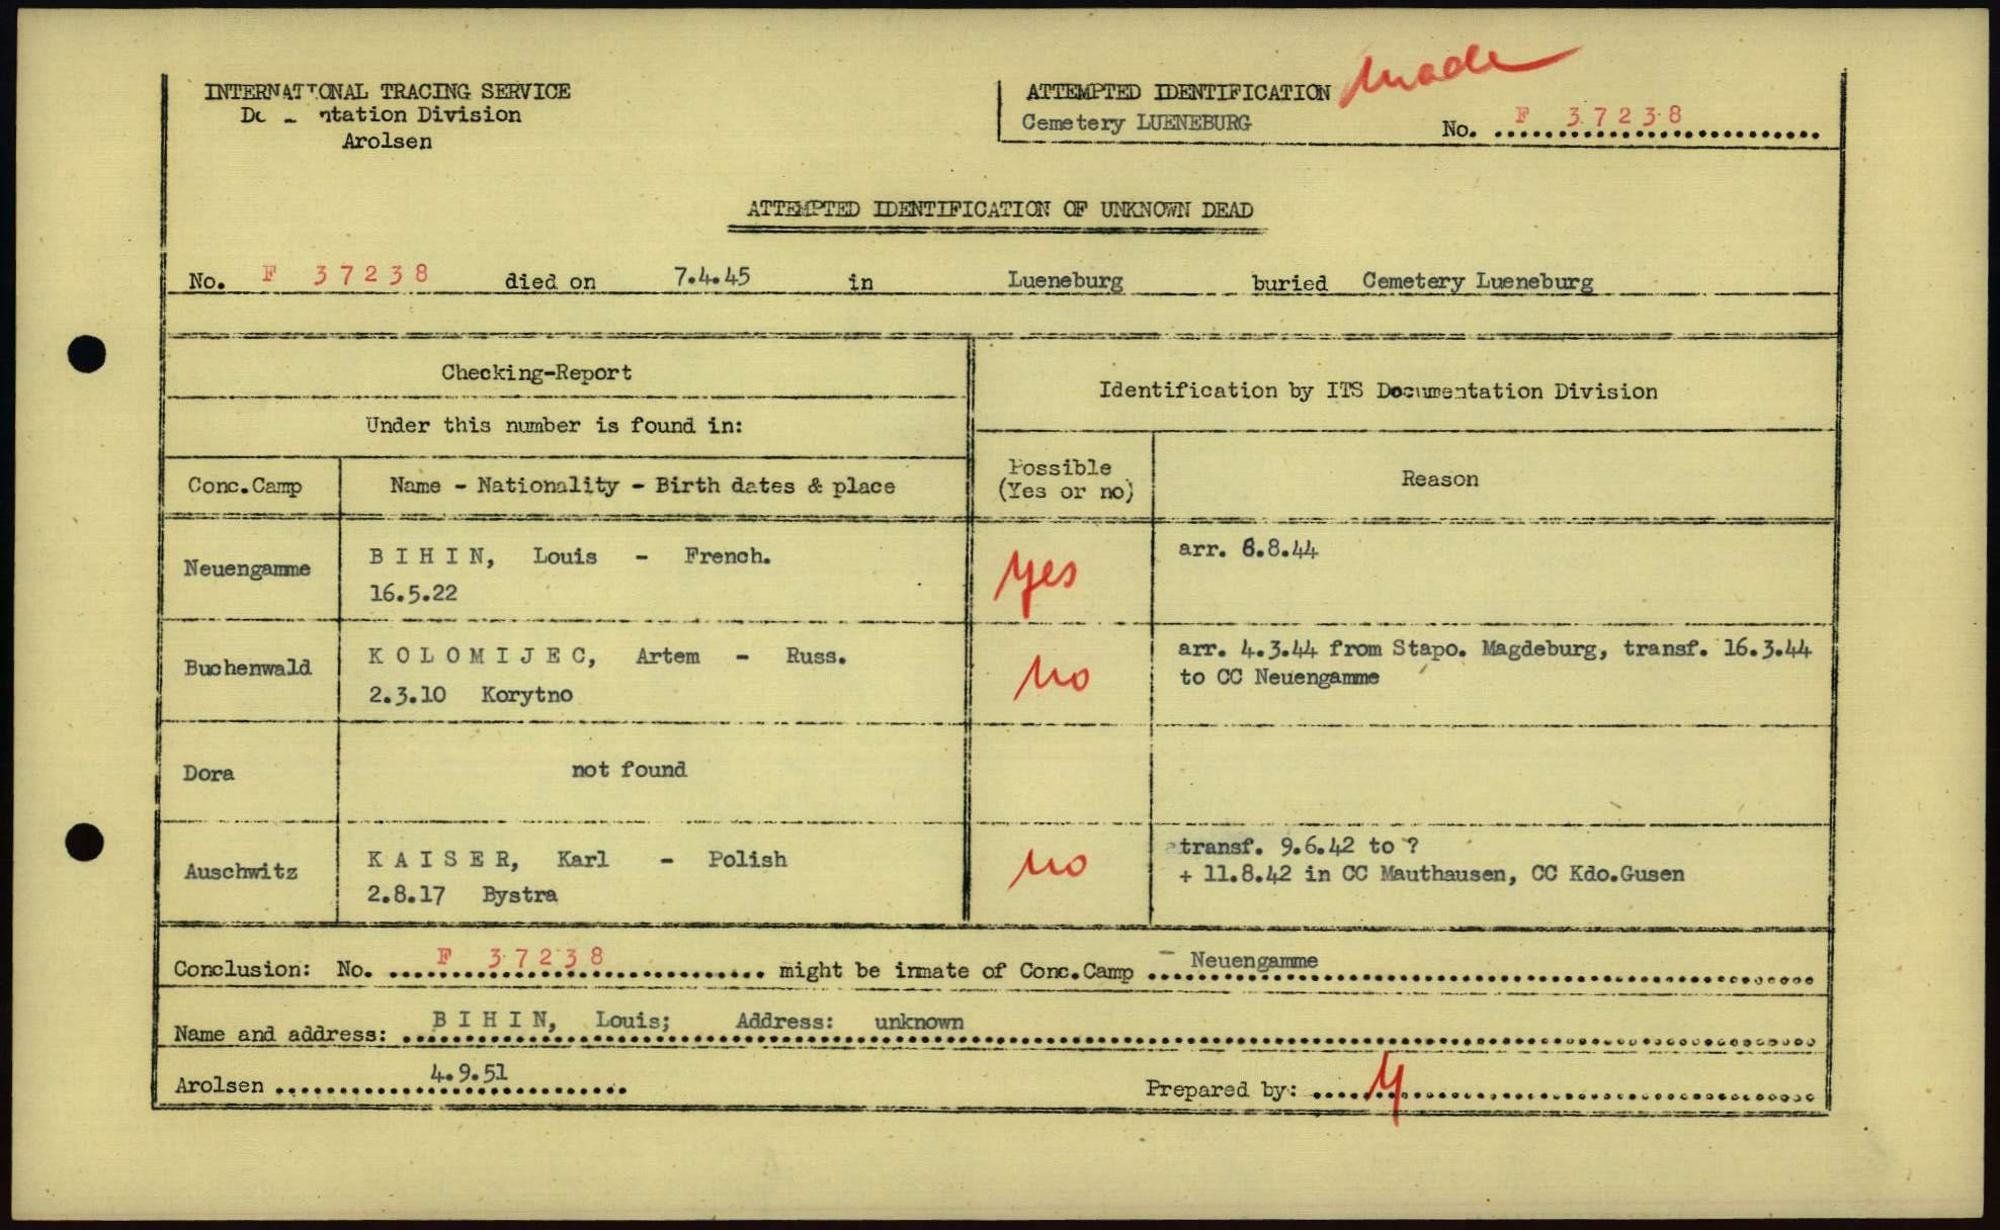 INTERNATIONAL TRACING SERVICE
Documentation Division
Arolsen
ATTEMPTED IDENTIFICATION made
Cemetery LUENEBURG
No. F 37238
ATTEMPTED IDENTIFICATION OF UNKNOWN DEAD
No. F 37238 died on 7.4.45 in Lueneburg buried Cemetery Lueneburg
Checking-Report
Under this number is found in:
Identification by ITS Documentation Division
Conc.Camp
Name - Nationality - Birth dates & place
Possible
(Yes or no)
Reason
Neuengamme
B I H I N, Louis - French.
16.5.22
yes
arr. 6.8.44
Buchenwald
K O L O M I J E C, Artem - Russ.
2.3.10 Korytno
no
arr. 4.3.44 from Stapo. Magdeburg, transf. 16.3.44
to CC Neuengamme
Dora
not found
Auschwitz
K A I S E R, Karl - Polish
2.8.17 Bystra
no
transf. 9.6.42 to ?
+ 11.8.42 in CC Mauthausen, CC Kdo.Gusen
Conclusion: No. F 37238 might be inmate of Conc.Camp Neuengamme
Name and address: B I H I N, Louis; Address: unknown
Arolsen 4.9.51
Prepared by: